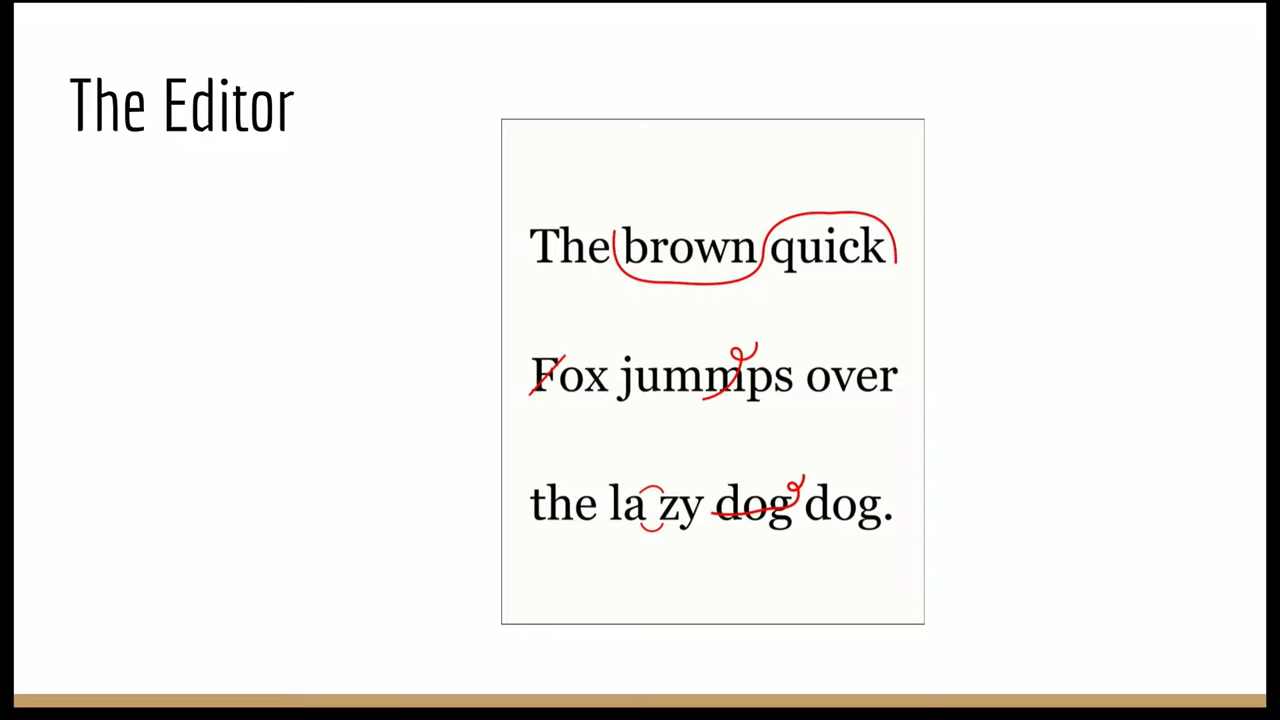 The Editor
The brown quick
Fox jummps over
the la zy dog dog.